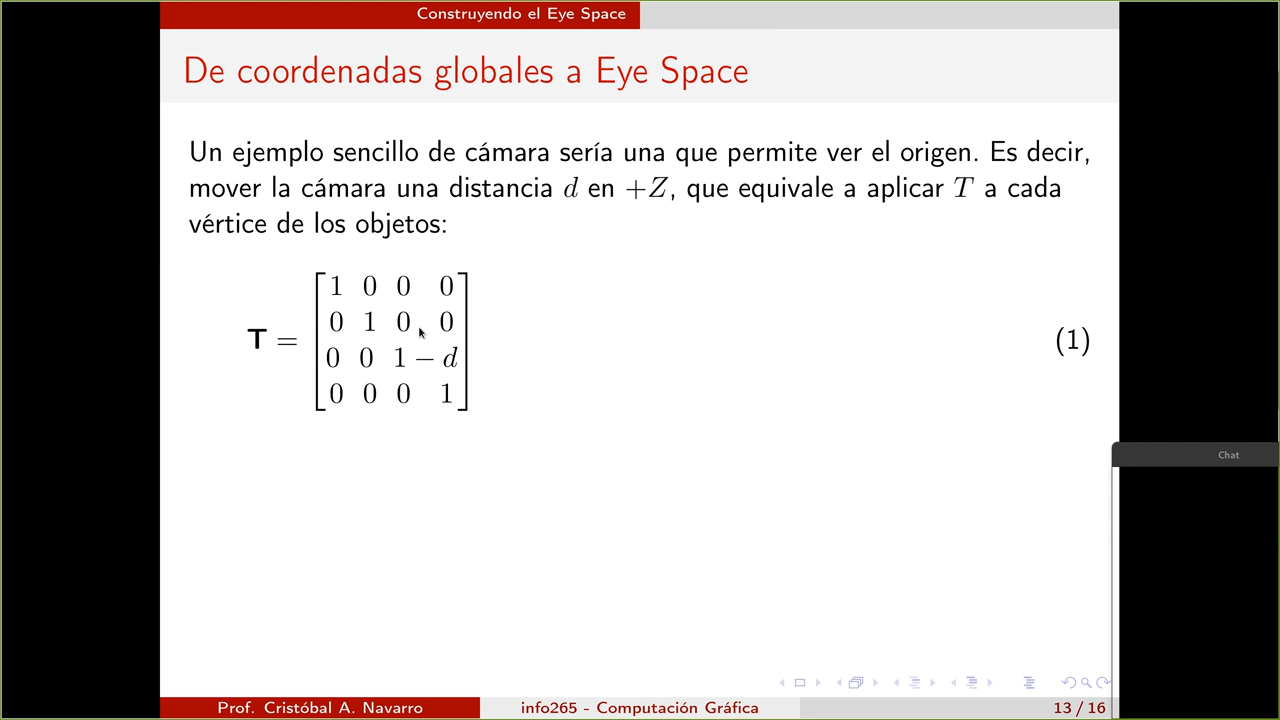 Construyendo el Eye Space
De coordenadas globales a Eye Space
Un ejemplo sencillo de cámara sería una que permite ver el origen. Es decir,
mover la cámara una distancia d en +Z, que equivale a aplicar T a cada
vértice de los objetos:
1 0 0 0
0 1 0 0
T =
(1)
0 0 1 − d
0 0 0 1
Chat
Prof. Cristóbal A. Navarro
info265 - Computación Gráfica
13 / 16